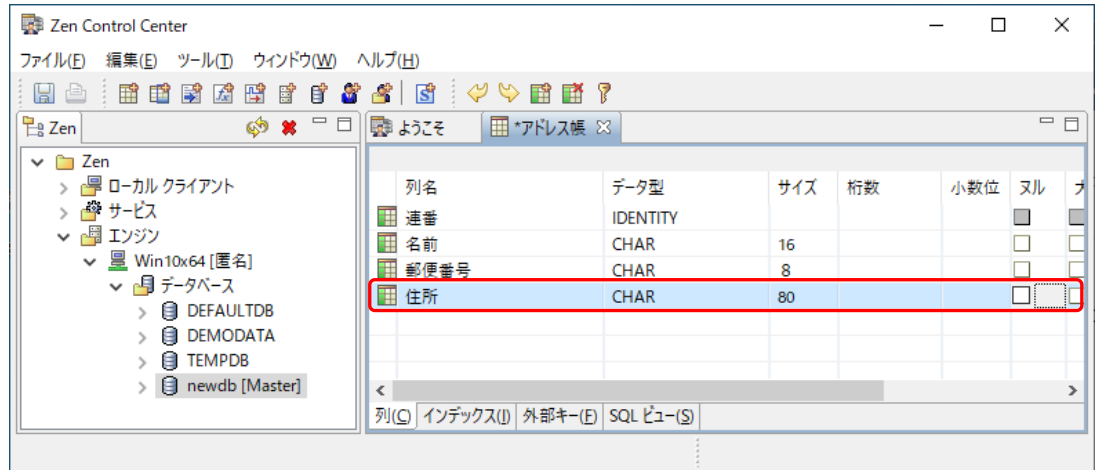 Zen Control Center
ファイル(F) 編集(E) ツール(T) ウィンドウ(W) ヘルプ(H)
Zen
ようこそ
*アドレス帳
Zen
ローカル クライアント
サービス
エンジン
Win10x64 [匿名]
データベース
DEFAULTDB
DEMODATA
TEMPDB
newdb [Master]
列名 データ型 サイズ 桁数 小数位 ヌル
連番 IDENTITY
名前 CHAR 16
郵便番号 CHAR 8
住所 CHAR 80
列(C) インデックス(I) 外部キー(F) SQL ビュー(S)